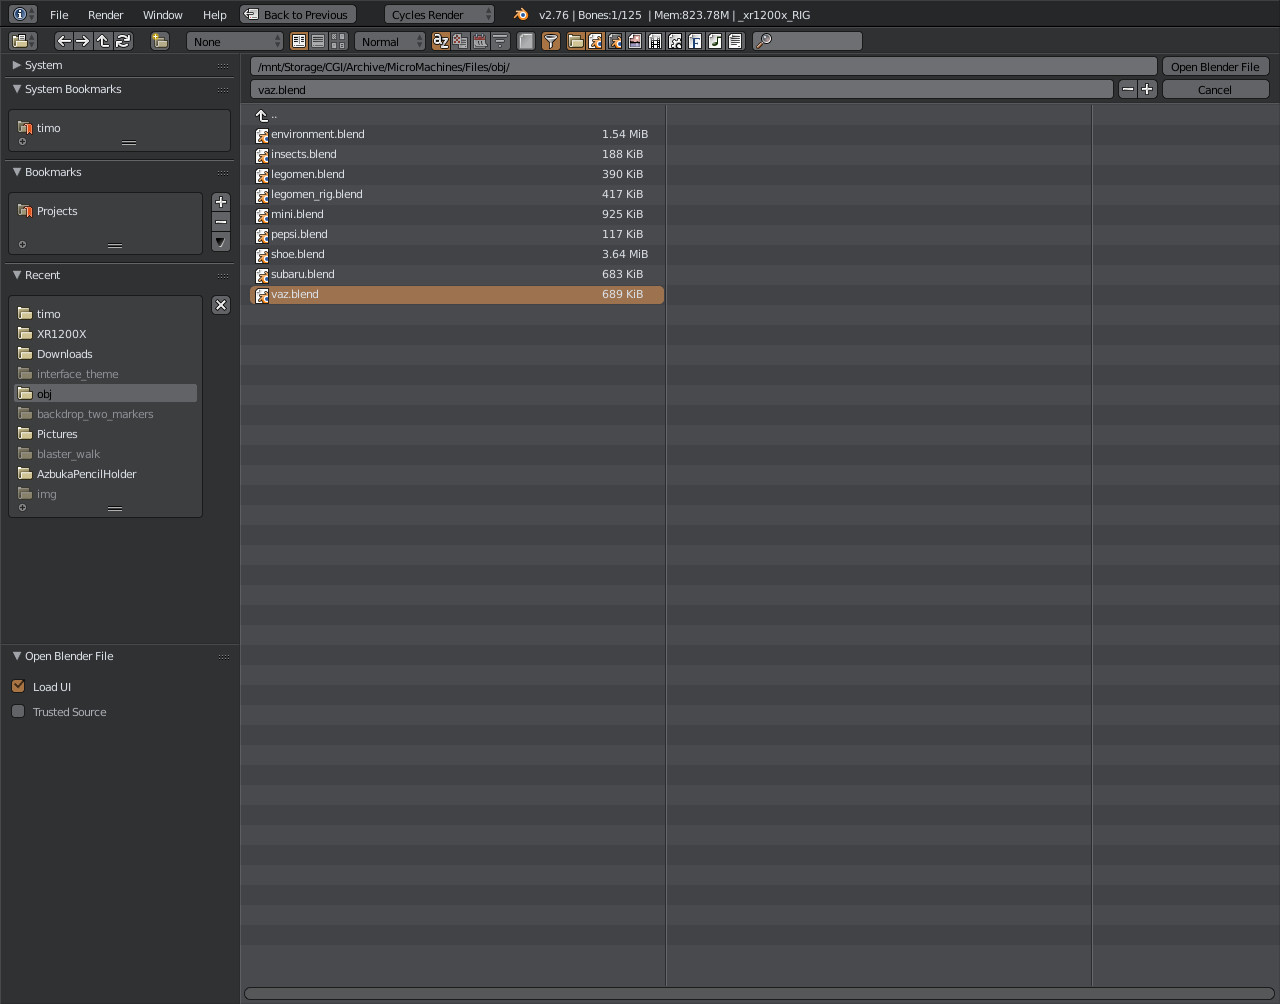 File Render Window Help Back to Previous Cycles Render v2.76 | Bones:1/125 | Mem:823.78M | _xr1200x_RIG
None Normal
System
System Bookmarks
timo
Bookmarks
Projects
Recent
timo
XR1200X
Downloads
interface_theme
obj
backdrop_two_markers
Pictures
blaster_walk
AzbukaPencilHolder
img
Open Blender File
Load UI
Trusted Source
/mnt/Storage/CGI/Archive/MicroMachines/Files/obj/ Open Blender File
vaz.blend Cancel
..
environment.blend 1.54 MiB
insects.blend 188 KiB
legomen.blend 390 KiB
legomen_rig.blend 417 KiB
mini.blend 925 KiB
pepsi.blend 117 KiB
shoe.blend 3.64 MiB
subaru.blend 683 KiB
vaz.blend 689 KiB